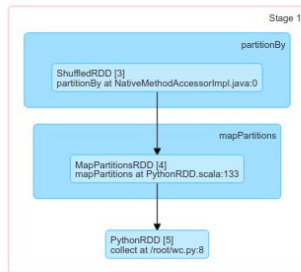 Stage 1
partitionBy
ShuffledRDD [3]
partitionBy at NativeMethodAccessorImpl.java:0
mapPartitions
MapPartitionsRDD [4]
mapPartitions at PythonRDD.scala:133
PythonRDD [5]
collect at /root/wc.py:8